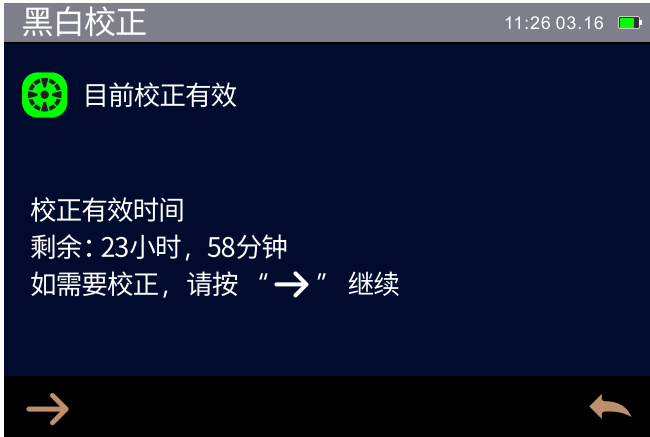 黑白校正
11:26 03.16
目前校正有效
校正有效时间
剩余: 23小时，58分钟
如需要校正，请按“→”继续